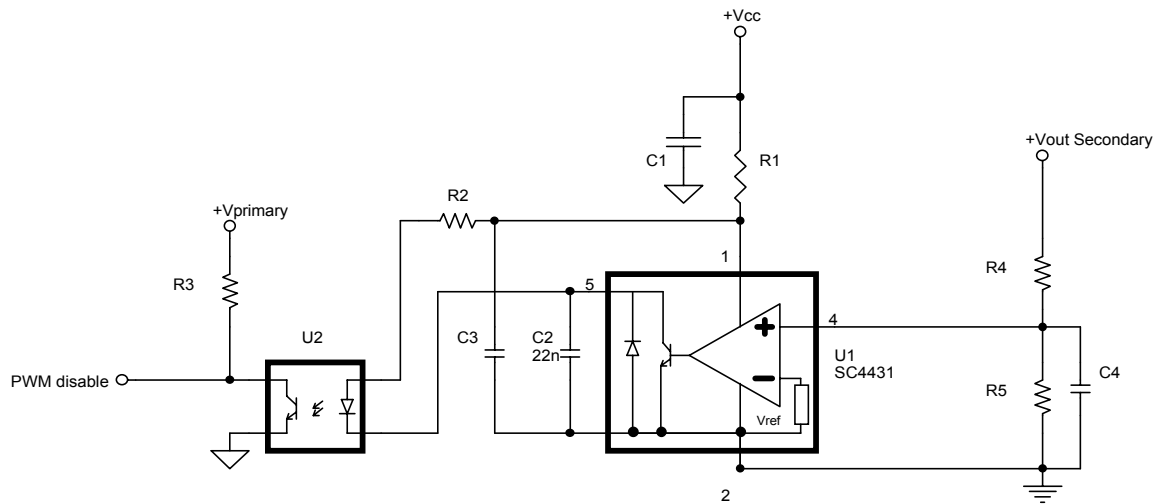 +Vcc
C1
R1
+Vout Secondary
R2
+Vprimary
R3
1
R4
5
4
U2
C3
C2
22n
U1
SC4431
PWM disable
R5
C4
Vref
2